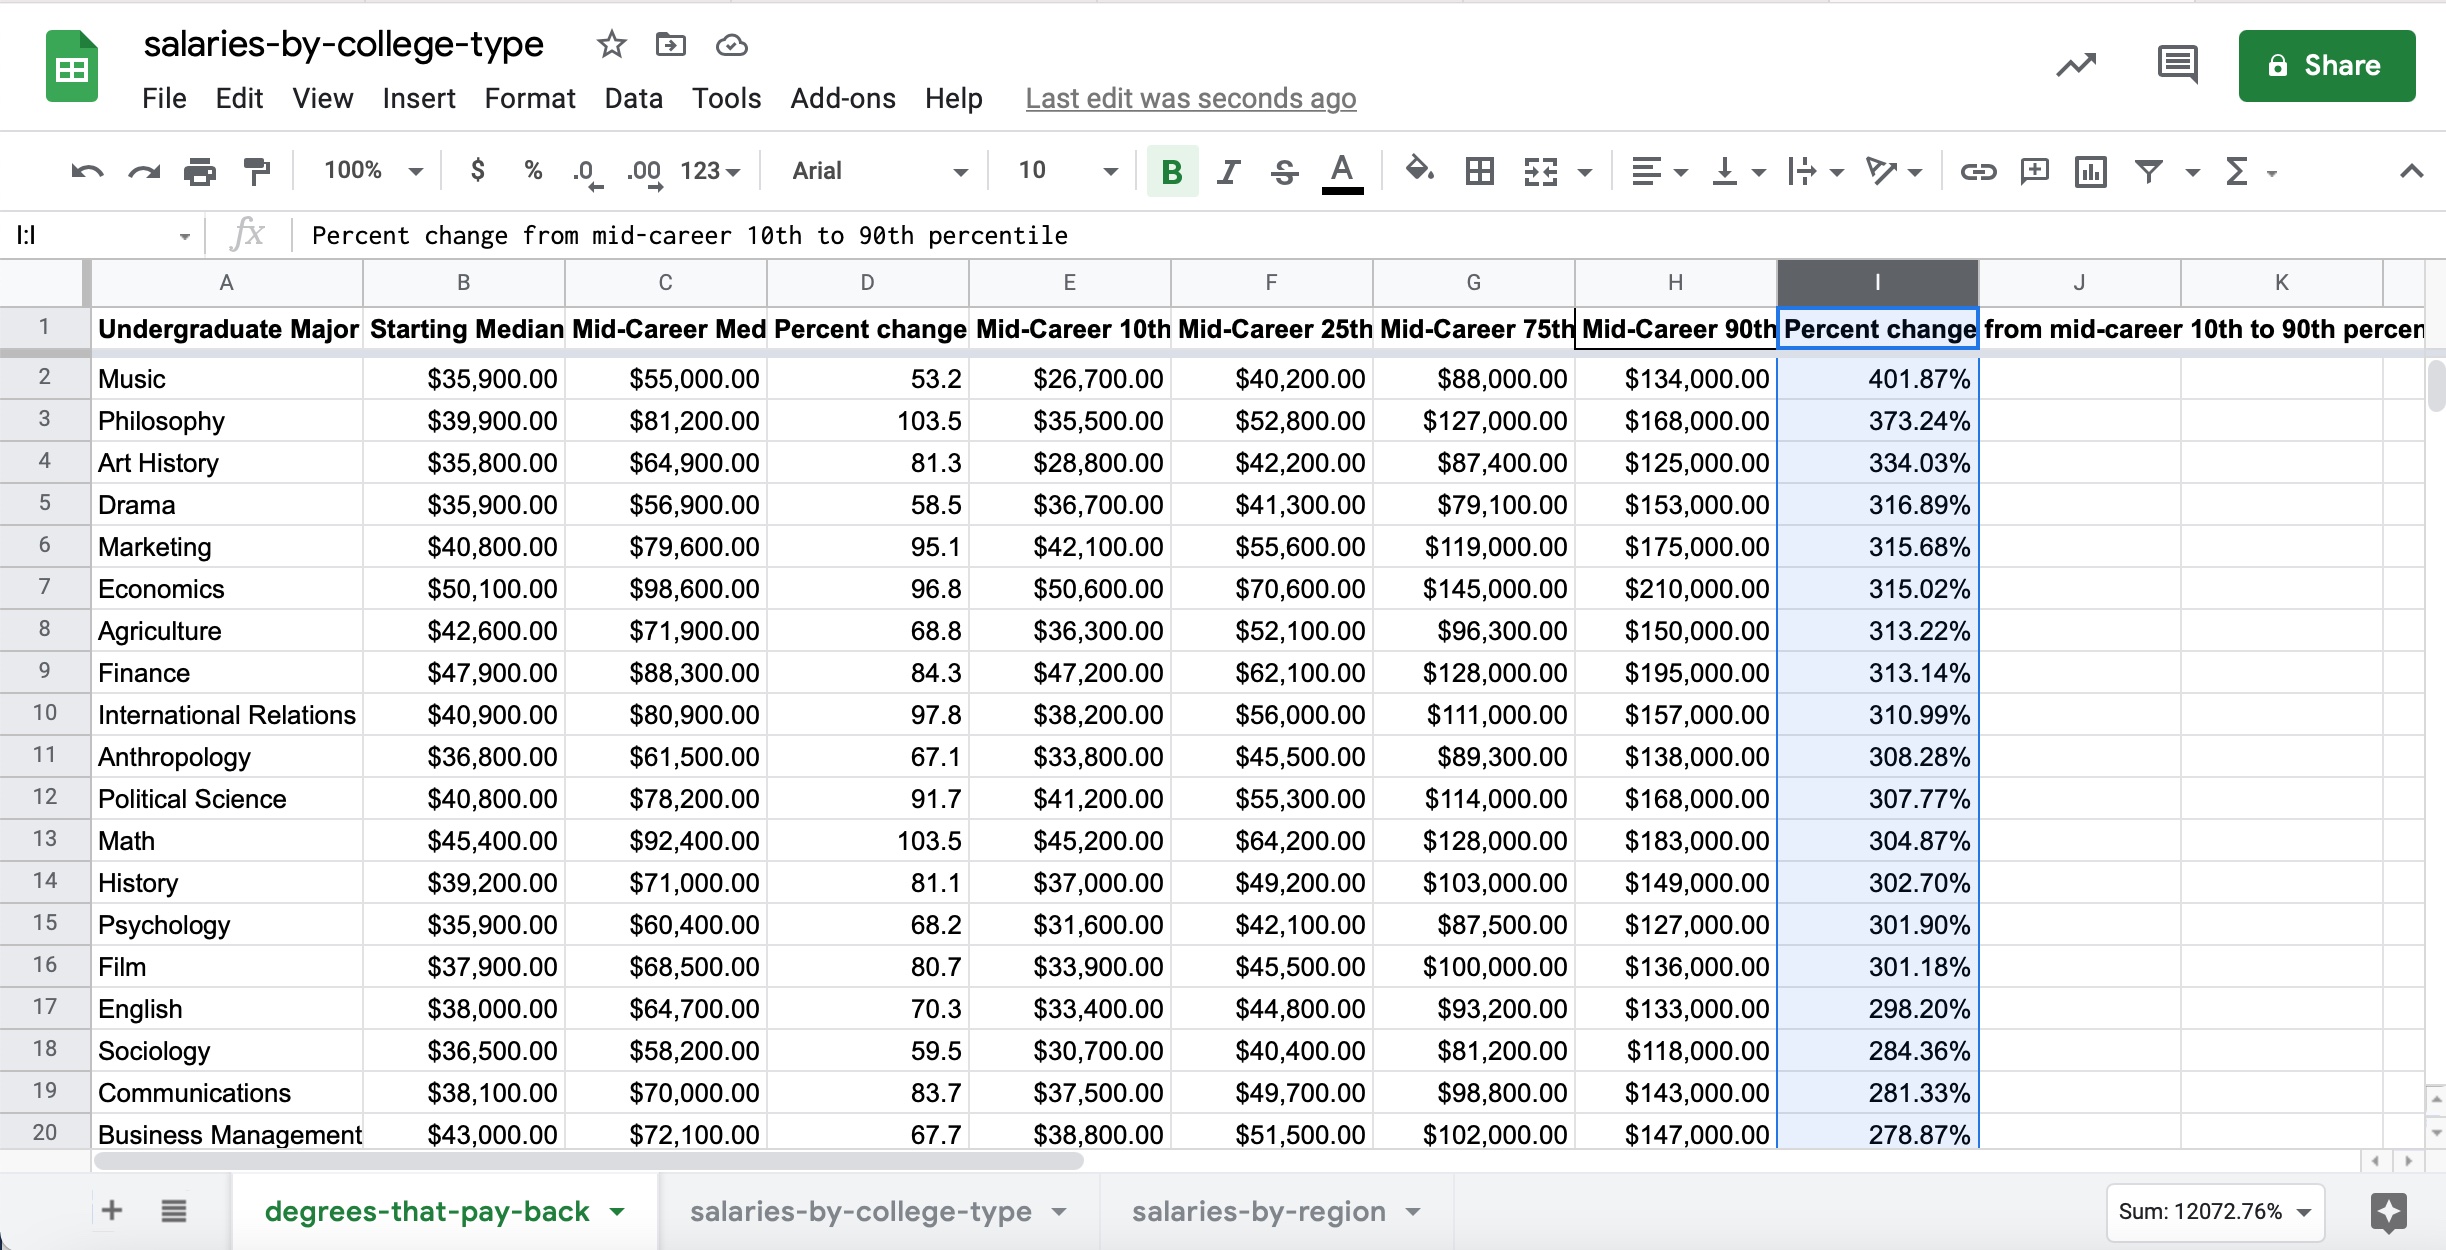 salaries-by-college-type
File Edit View Insert Format Data Tools Add-ons Help Last edit was seconds ago
Share
100% $ % .0 .00 123 Arial 10 B I S A Σ
I:I fx Percent change from mid-career 10th to 90th percentile
A B C D E F G H I J K
1 Undergraduate Major Starting Median Mid-Career Med Percent change Mid-Career 10th Mid-Career 25th Mid-Career 75th Mid-Career 90th Percent change from mid-career 10th to 90th percen
2 Music $35,900.00 $55,000.00 53.2 $26,700.00 $40,200.00 $88,000.00 $134,000.00 401.87%
3 Philosophy $39,900.00 $81,200.00 103.5 $35,500.00 $52,800.00 $127,000.00 $168,000.00 373.24%
4 Art History $35,800.00 $64,900.00 81.3 $28,800.00 $42,200.00 $87,400.00 $125,000.00 334.03%
5 Drama $35,900.00 $56,900.00 58.5 $36,700.00 $41,300.00 $79,100.00 $153,000.00 316.89%
6 Marketing $40,800.00 $79,600.00 95.1 $42,100.00 $55,600.00 $119,000.00 $175,000.00 315.68%
7 Economics $50,100.00 $98,600.00 96.8 $50,600.00 $70,600.00 $145,000.00 $210,000.00 315.02%
8 Agriculture $42,600.00 $71,900.00 68.8 $36,300.00 $52,100.00 $96,300.00 $150,000.00 313.22%
9 Finance $47,900.00 $88,300.00 84.3 $47,200.00 $62,100.00 $128,000.00 $195,000.00 313.14%
10 International Relations $40,900.00 $80,900.00 97.8 $38,200.00 $56,000.00 $111,000.00 $157,000.00 310.99%
11 Anthropology $36,800.00 $61,500.00 67.1 $33,800.00 $45,500.00 $89,300.00 $138,000.00 308.28%
12 Political Science $40,800.00 $78,200.00 91.7 $41,200.00 $55,300.00 $114,000.00 $168,000.00 307.77%
13 Math $45,400.00 $92,400.00 103.5 $45,200.00 $64,200.00 $128,000.00 $183,000.00 304.87%
14 History $39,200.00 $71,000.00 81.1 $37,000.00 $49,200.00 $103,000.00 $149,000.00 302.70%
15 Psychology $35,900.00 $60,400.00 68.2 $31,600.00 $42,100.00 $87,500.00 $127,000.00 301.90%
16 Film $37,900.00 $68,500.00 80.7 $33,900.00 $45,500.00 $100,000.00 $136,000.00 301.18%
17 English $38,000.00 $64,700.00 70.3 $33,400.00 $44,800.00 $93,200.00 $133,000.00 298.20%
18 Sociology $36,500.00 $58,200.00 59.5 $30,700.00 $40,400.00 $81,200.00 $118,000.00 284.36%
19 Communications $38,100.00 $70,000.00 83.7 $37,500.00 $49,700.00 $98,800.00 $143,000.00 281.33%
20 Business Management $43,000.00 $72,100.00 67.7 $38,800.00 $51,500.00 $102,000.00 $147,000.00 278.87%
degrees-that-pay-back salaries-by-college-type salaries-by-region Sum: 12072.76%